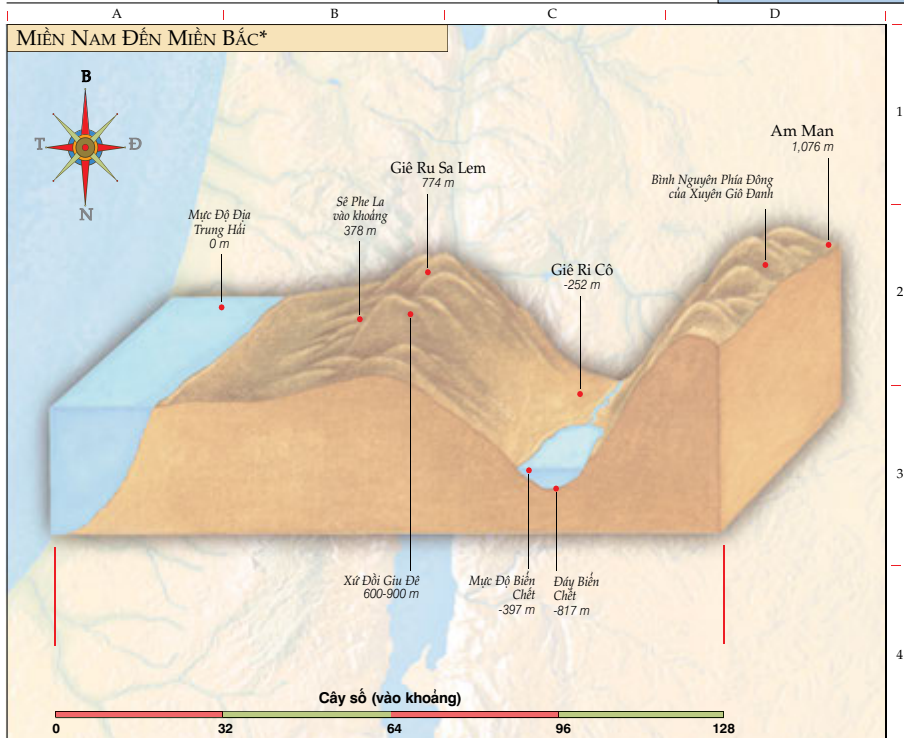 A B C D
MIỀN NAM ĐẾN MIỀN BẮC*
B
T Đ
N
1
Am Man
1,076 m
Giê Ru Sa Lem
774 m
Bình Nguyên Phía Đông
của Xuyên Giô Đanh
Sê Phe La
vào khoảng
378 m
Mực Độ Địa
Trung Hải
0 m
Giê Ri Cô
-252 m
2
3
Xứ Đồi Giu Đê
600-900 m
Mực Độ Biển
Chết
-397 m
Đáy Biển
Chết
-817 m
4
Cây số (vào khoảng)
0 32 64 96 128